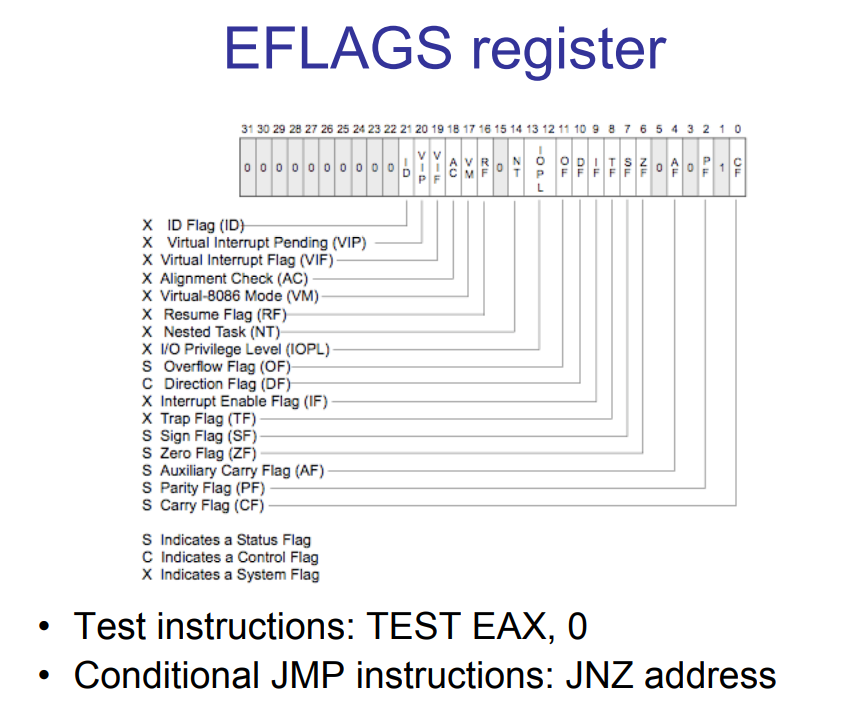 EFLAGS register
31 30 29 28 27 26 25 24 23 22 21 20 19 18 17 16 15 14 13 12 11 10 9 8 7 6 5 4 3 2 1 0
0 0 0 0 0 0 0 0 0 0 ID VIP VIF AC VM RF 0 NT IOPL OF DF IF TF SF ZF 0 AF 0 PF 1 CF
X ID Flag (ID)
X Virtual Interrupt Pending (VIP)
X Virtual Interrupt Flag (VIF)
X Alignment Check (AC)
X Virtual-8086 Mode (VM)
X Resume Flag (RF)
X Nested Task (NT)
X I/O Privilege Level (IOPL)
S Overflow Flag (OF)
C Direction Flag (DF)
X Interrupt Enable Flag (IF)
X Trap Flag (TF)
S Sign Flag (SF)
S Zero Flag (ZF)
S Auxiliary Carry Flag (AF)
S Parity Flag (PF)
S Carry Flag (CF)
S Indicates a Status Flag
C Indicates a Control Flag
X Indicates a System Flag
• Test instructions: TEST EAX, 0
• Conditional JMP instructions: JNZ address